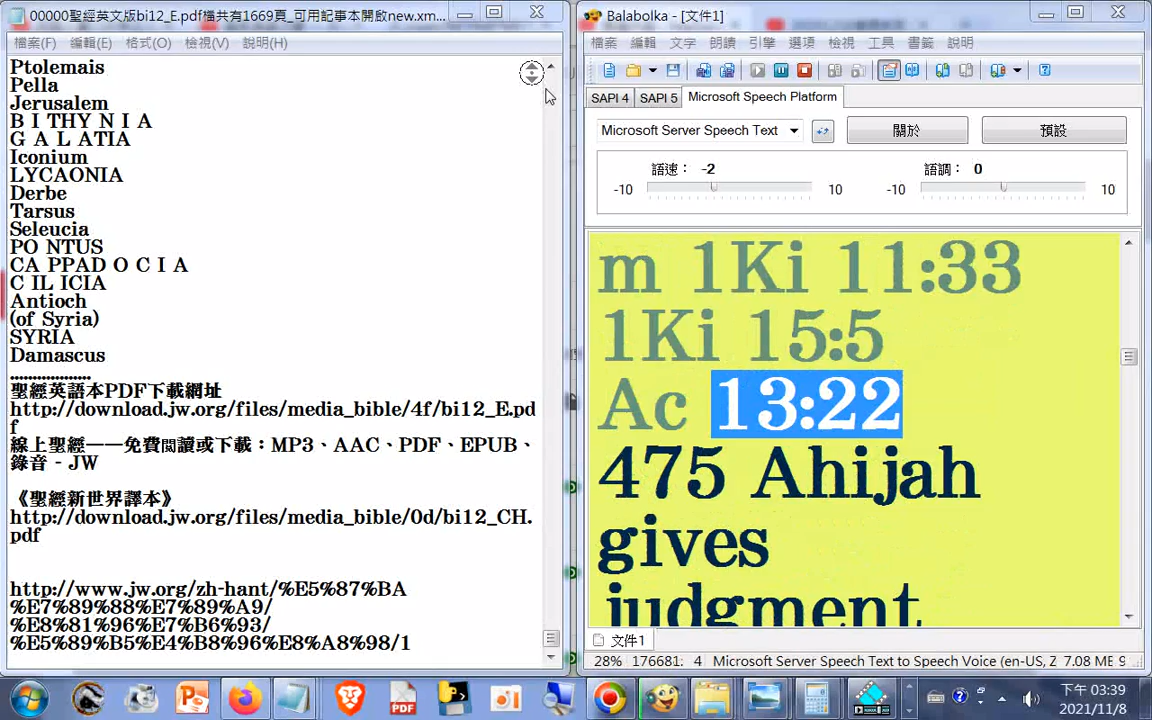 00000聖經英文版bi12_E.pdf檔共有1669頁_可用記事本開啟new.xm...
檔案(F) 編輯(E) 格式(O) 檢視(V) 說明(H)
Ptolemais
Pella
Jerusalem
B I THY N I A
G A L ATIA
Iconium
LYCAONIA
Derbe
Tarsus
Seleucia
PO NTUS
CA PPAD O C I A
C IL ICIA
Antioch
(of Syria)
SYRIA
Damascus
..................
聖經英語本PDF下載網址
http://download.jw.org/files/media_bible/4f/bi12_E.pd
f
線上聖經——免費閱讀或下載：MP3、AAC、PDF、EPUB、
錄音 - JW
《聖經新世界譯本》
http://download.jw.org/files/media_bible/0d/bi12_CH.
pdf
http://www.jw.org/zh-hant/%E5%87%BA
%E7%89%88%E7%89%A9/
%E8%81%96%E7%B6%93/
%E5%89%B5%E4%B8%96%E8%A8%98/1
Balabolka - [文件1]
檔案 編輯 文字 朗讀 引擎 選項 檢視 工具 書籤 說明
SAPI 4 SAPI 5 Microsoft Speech Platform
Microsoft Server Speech Text 關於 預設
語速： -2 語調： 0
-10 10 -10 10
m 1Ki 11:33
1Ki 15:5
Ac 13:22
475 Ahijah
gives
judgment
文件1
28% 176681: 4 Microsoft Server Speech Text to Speech Voice (en-US, Z 7.08 MB 9
PDF
下午 03:39
2021/11/8